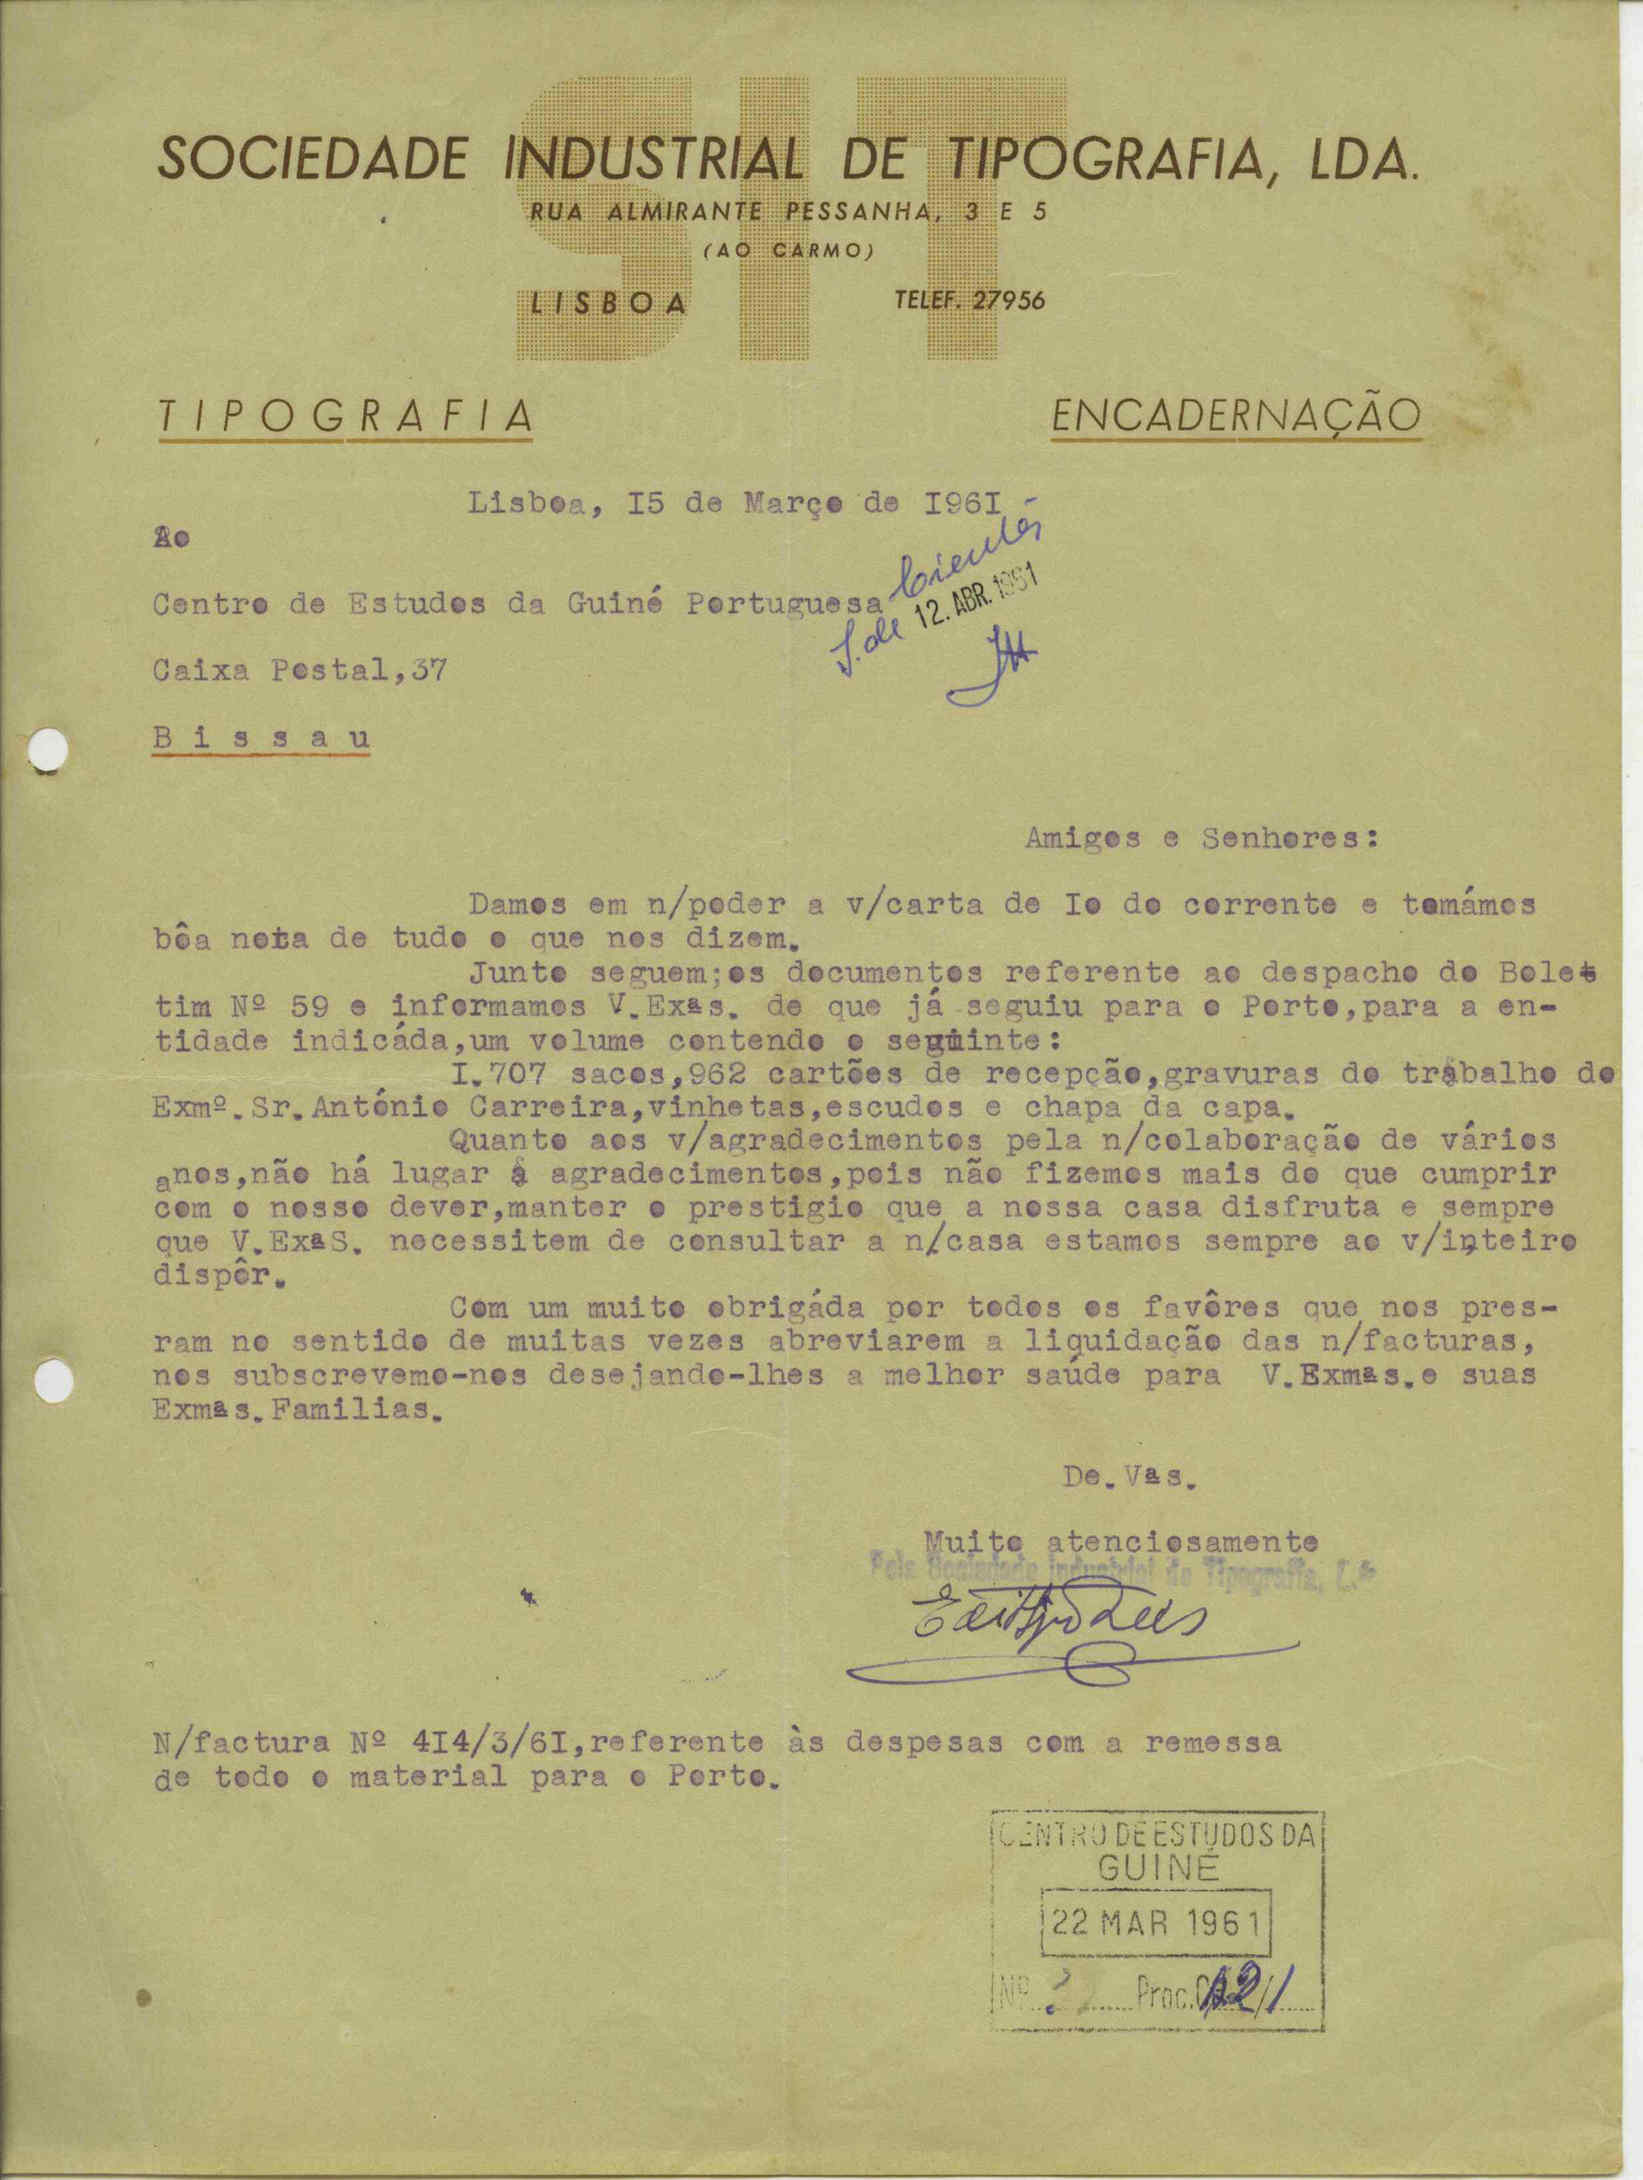 SIT
SOCIEDADE INDUSTRIAL DE TIPOGRAFIA, LDA.
RUA ALMIRANTE PESSANHA, 3 E 5
(AO CARMO)
LISBOA TELEF. 27956
TIPOGRAFIA ENCADERNAÇÃO
Lisboa, I5 de Março de I96I
Ao
Centro de Estudos da Guiné Portuguesa
12. ABR. 1961
Caixa Postal,37
Bissau
Amigos e Senhores:
Damos em n/poder a v/carta de Io do corrente e tomámos
bôa nota de tudo o que nos dizem.
Junto seguem;os documentos referente ao despacho do Bolet
tim Nº 59 e informamos V.Exªs. de que já seguiu para o Porto,para a en-
tidade indicáda,um volume contendo o seguinte:
I.707 sacos,962 cartões de recepção,gravuras do trabalho do
Exmº.Sr.António Carreira,vinhetas,escudos e chapa da capa.
Quanto aos v/agradecimentos pela n/colaboração de vários
anos,não há lugar á agradecimentos,pois não fizemos mais do que cumprir
com o nosso dever,manter o prestigio que a nossa casa disfruta e sempre
que V.ExªS. necessitem de consultar a n/casa estamos sempre ao v/inteiro
dispôr.
Com um muito obrigáda por todos os favôres que nos pres-
ram no sentido de muitas vezes abreviarem a liquidação das n/facturas,
nos subscrevemo-nos desejando-lhes a melhor saúde para V.Exmªs.e suas
Exmªs.Familias.
De.Vªs.
Muito atenciosamente
Pela Sociedade Industrial de Tipografia, L.ª
N/factura Nº 4I4/3/6I,referente às despesas com a remessa
de todo o material para o Porto.
CENTRO DE ESTUDOS DA
GUINÉ
22 MAR 1961
Nº Proc.